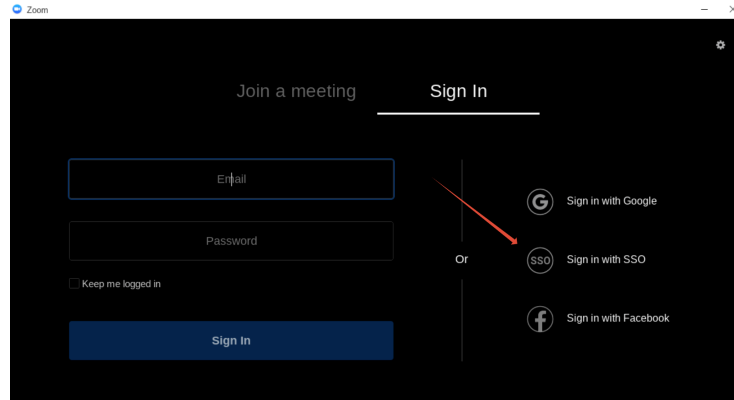 Zoom
Join a meeting
Sign In
Email
Password
Keep me logged in
Sign In
Or
Sign in with Google
SSO
Sign in with SSO
Sign in with Facebook